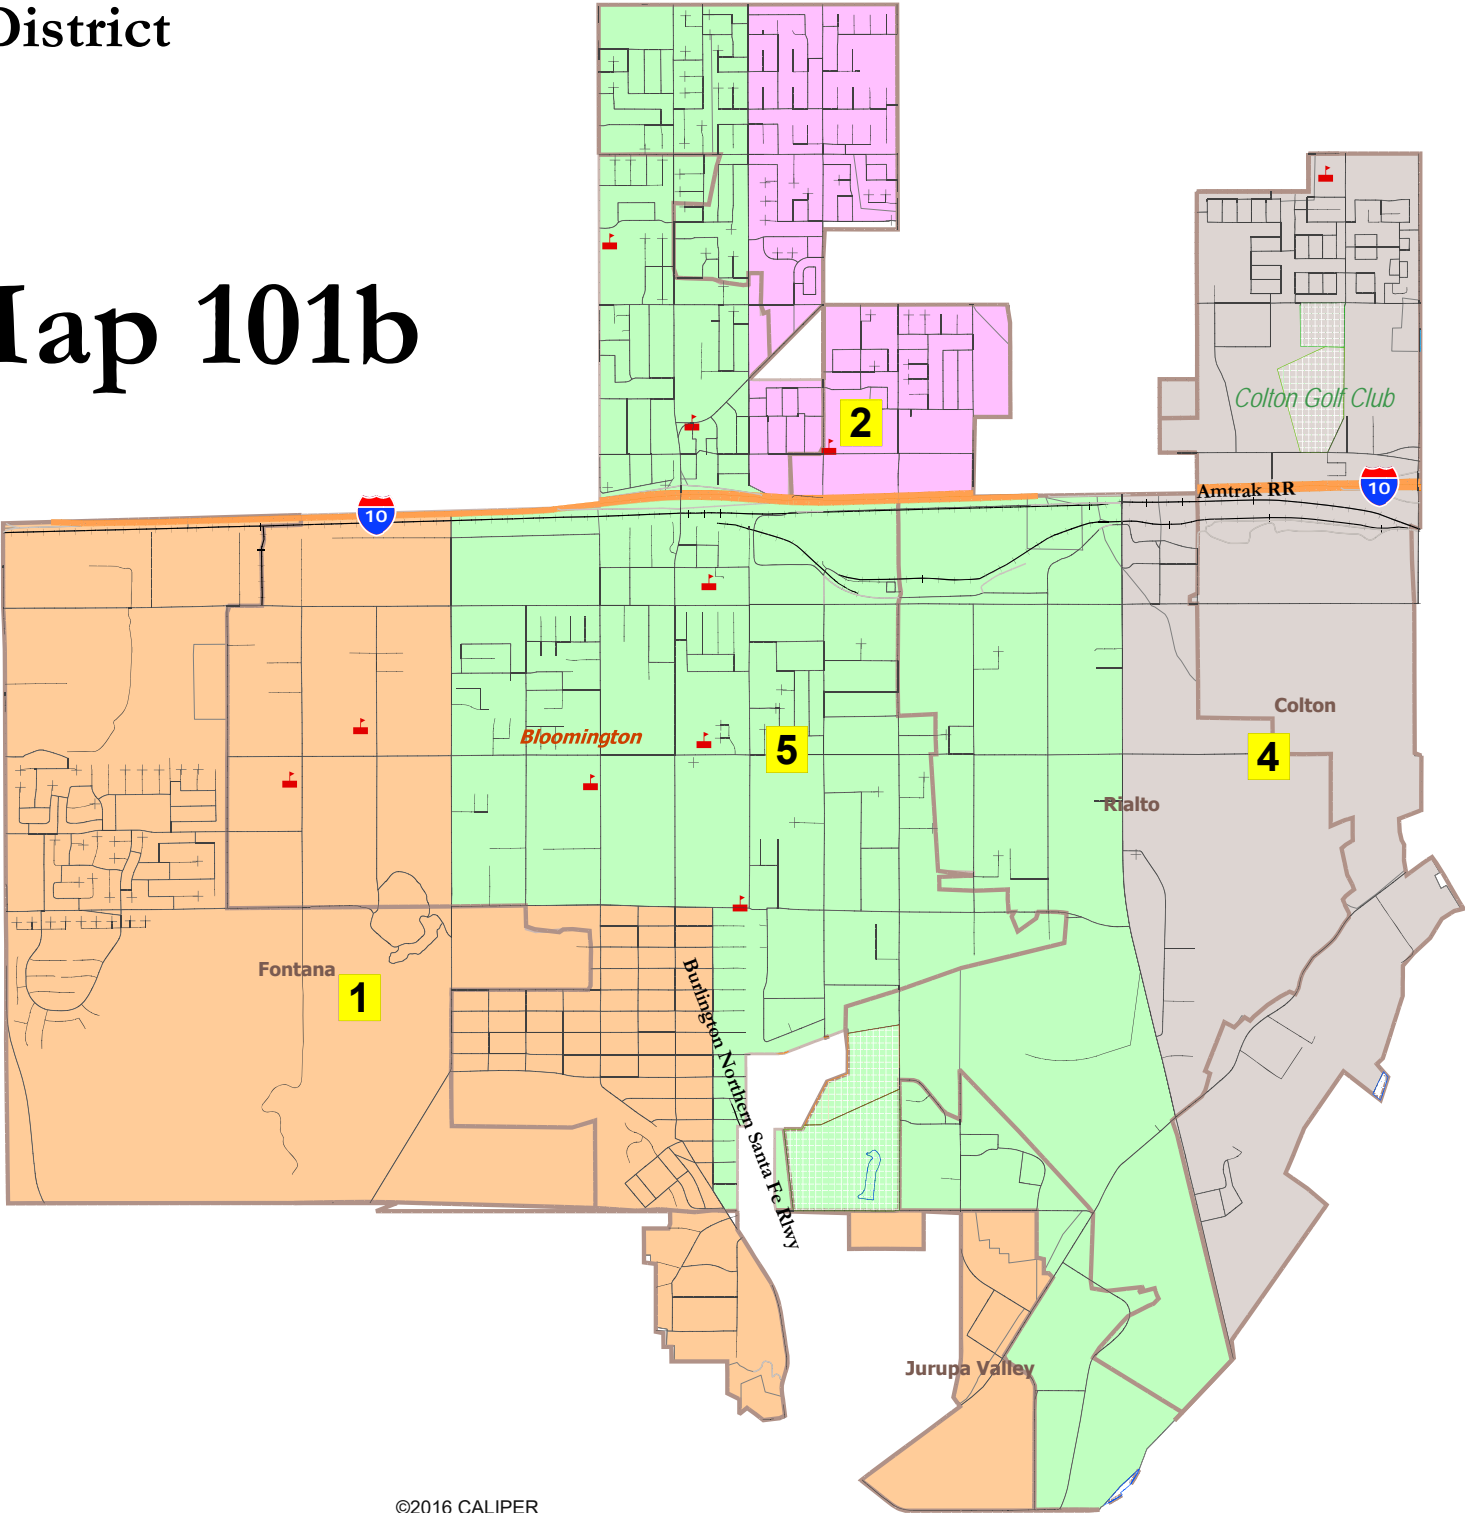 District
Map 101b
2
Colton Golf Club
Amtrak RR
10
10
Colton
Bloomington
5
4
Rialto
Fontana
1
Burlington Northern Santa Fe Rlwy
Jurupa Valley
©2016 CALIPER